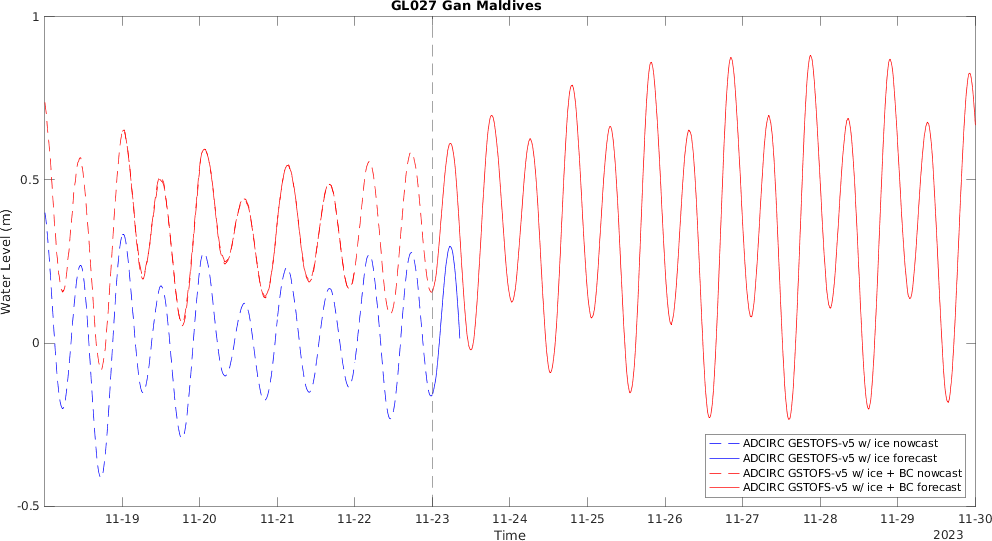 GL027 Gan Maldives
1
0.5
0
-0.5
Water Level (m)
11-19 11-20 11-21 11-22 11-23 11-24 11-25 11-26 11-27 11-28 11-29 11-30
Time
2023
ADCIRC GESTOFS-v5 w/ ice nowcast
ADCIRC GESTOFS-v5 w/ ice forecast
ADCIRC GSTOFS-v5 w/ ice + BC nowcast
ADCIRC GSTOFS-v5 w/ ice + BC forecast